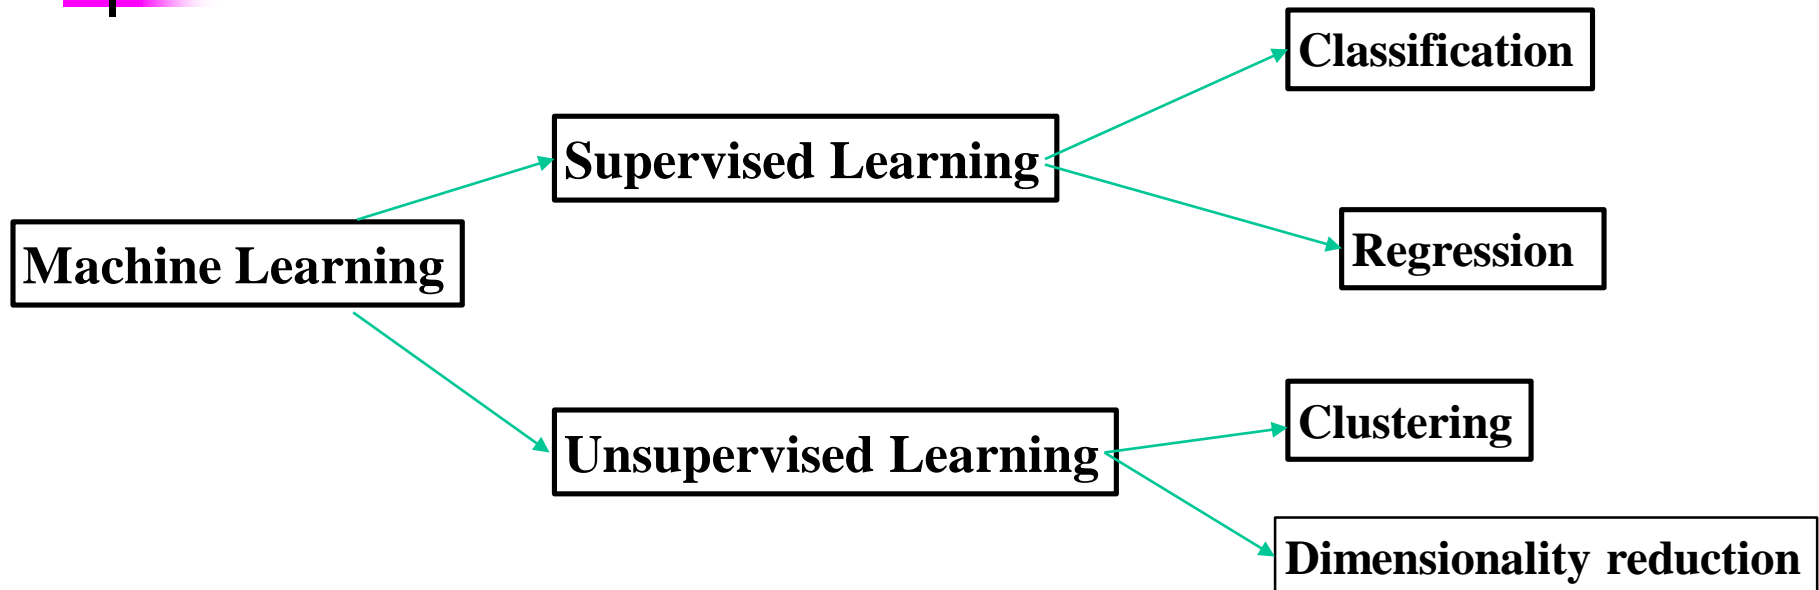 Classification
Supervised Learning
Machine Learning
Regression
Clustering
Unsupervised Learning
Dimensionality reduction